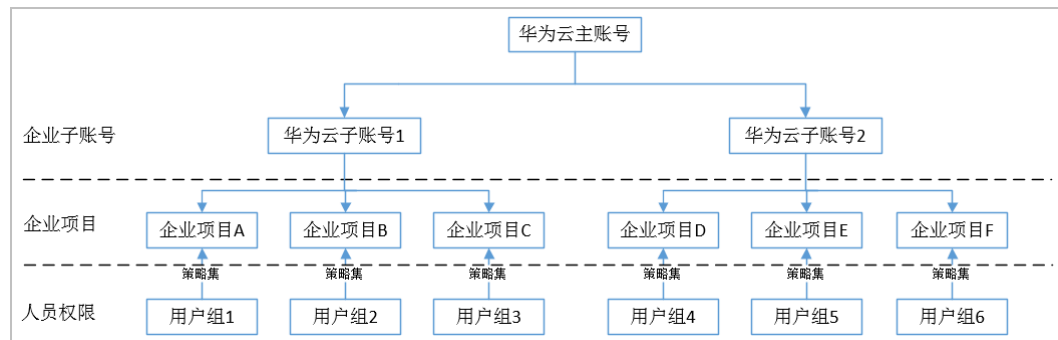 华为云主账号
企业子账号
华为云子账号1
华为云子账号2
企业项目
企业项目A
企业项目B
企业项目C
企业项目D
企业项目E
企业项目F
策略集
策略集
策略集
策略集
策略集
策略集
人员权限
用户组1
用户组2
用户组3
用户组4
用户组5
用户组6